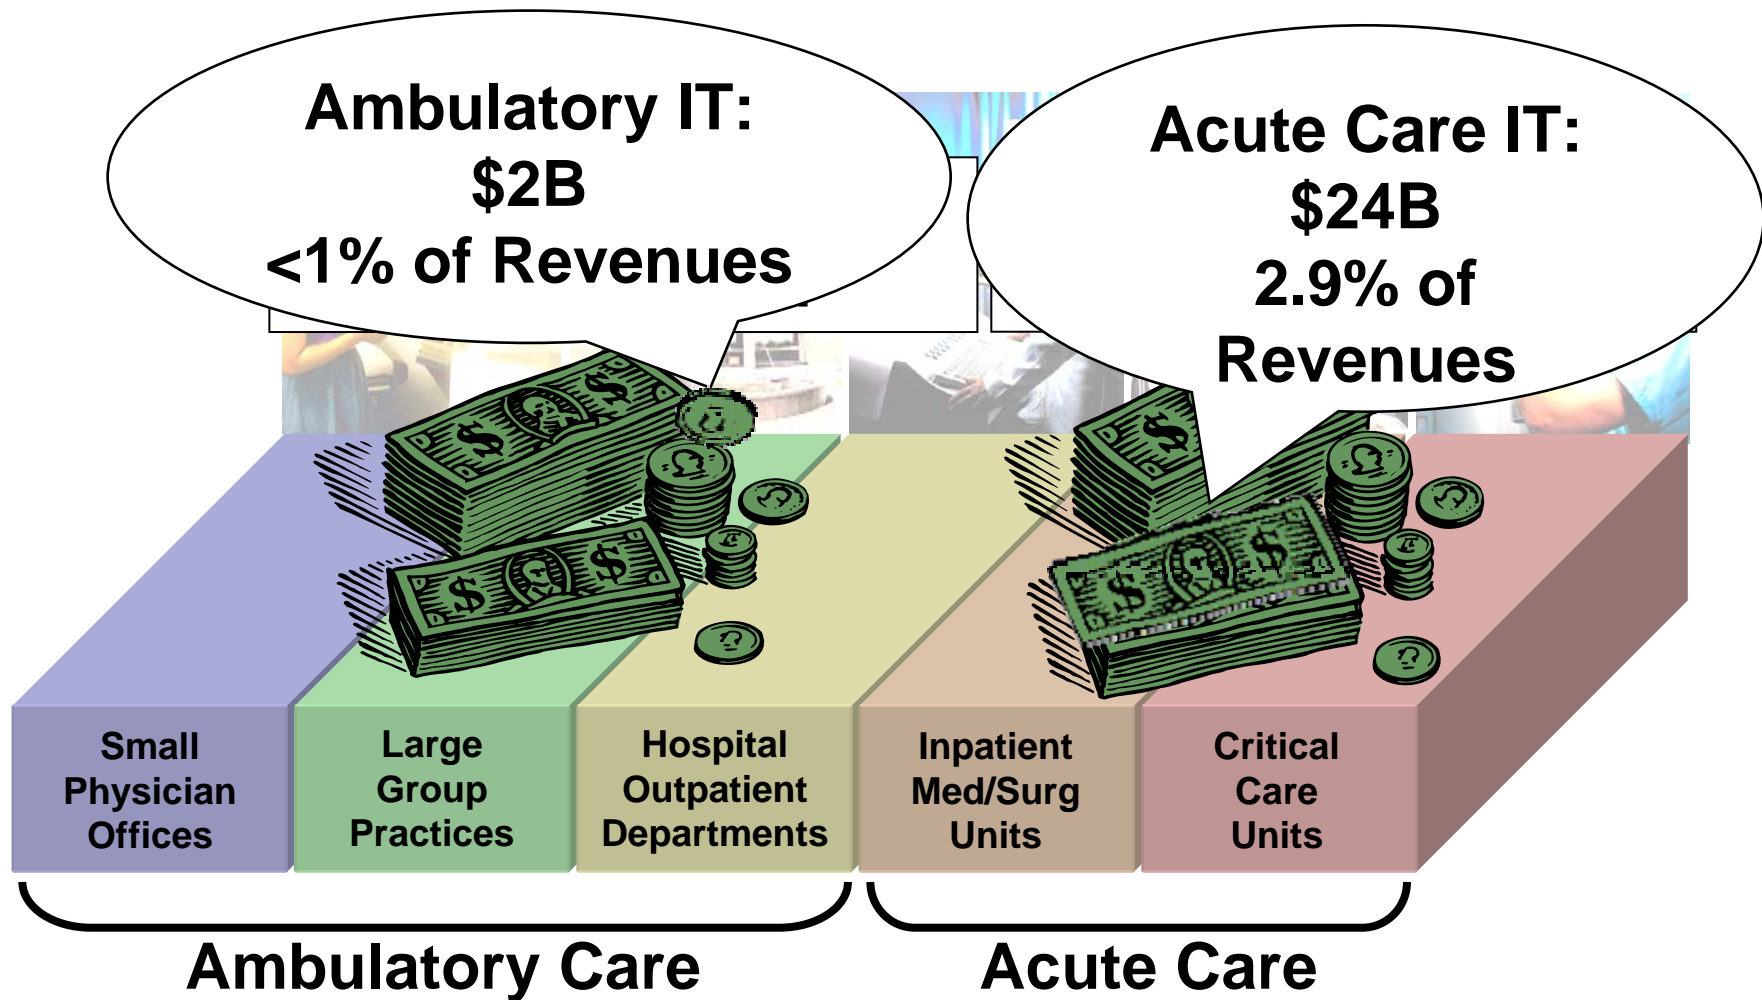 Ambulatory IT:
$2B
<1% of Revenues
Acute Care IT:
$24B
2.9% of
Revenues
Small
Physician
Offices
Large
Group
Practices
Hospital
Outpatient
Departments
Inpatient
Med/Surg
Units
Critical
Care
Units
Ambulatory Care
Acute Care